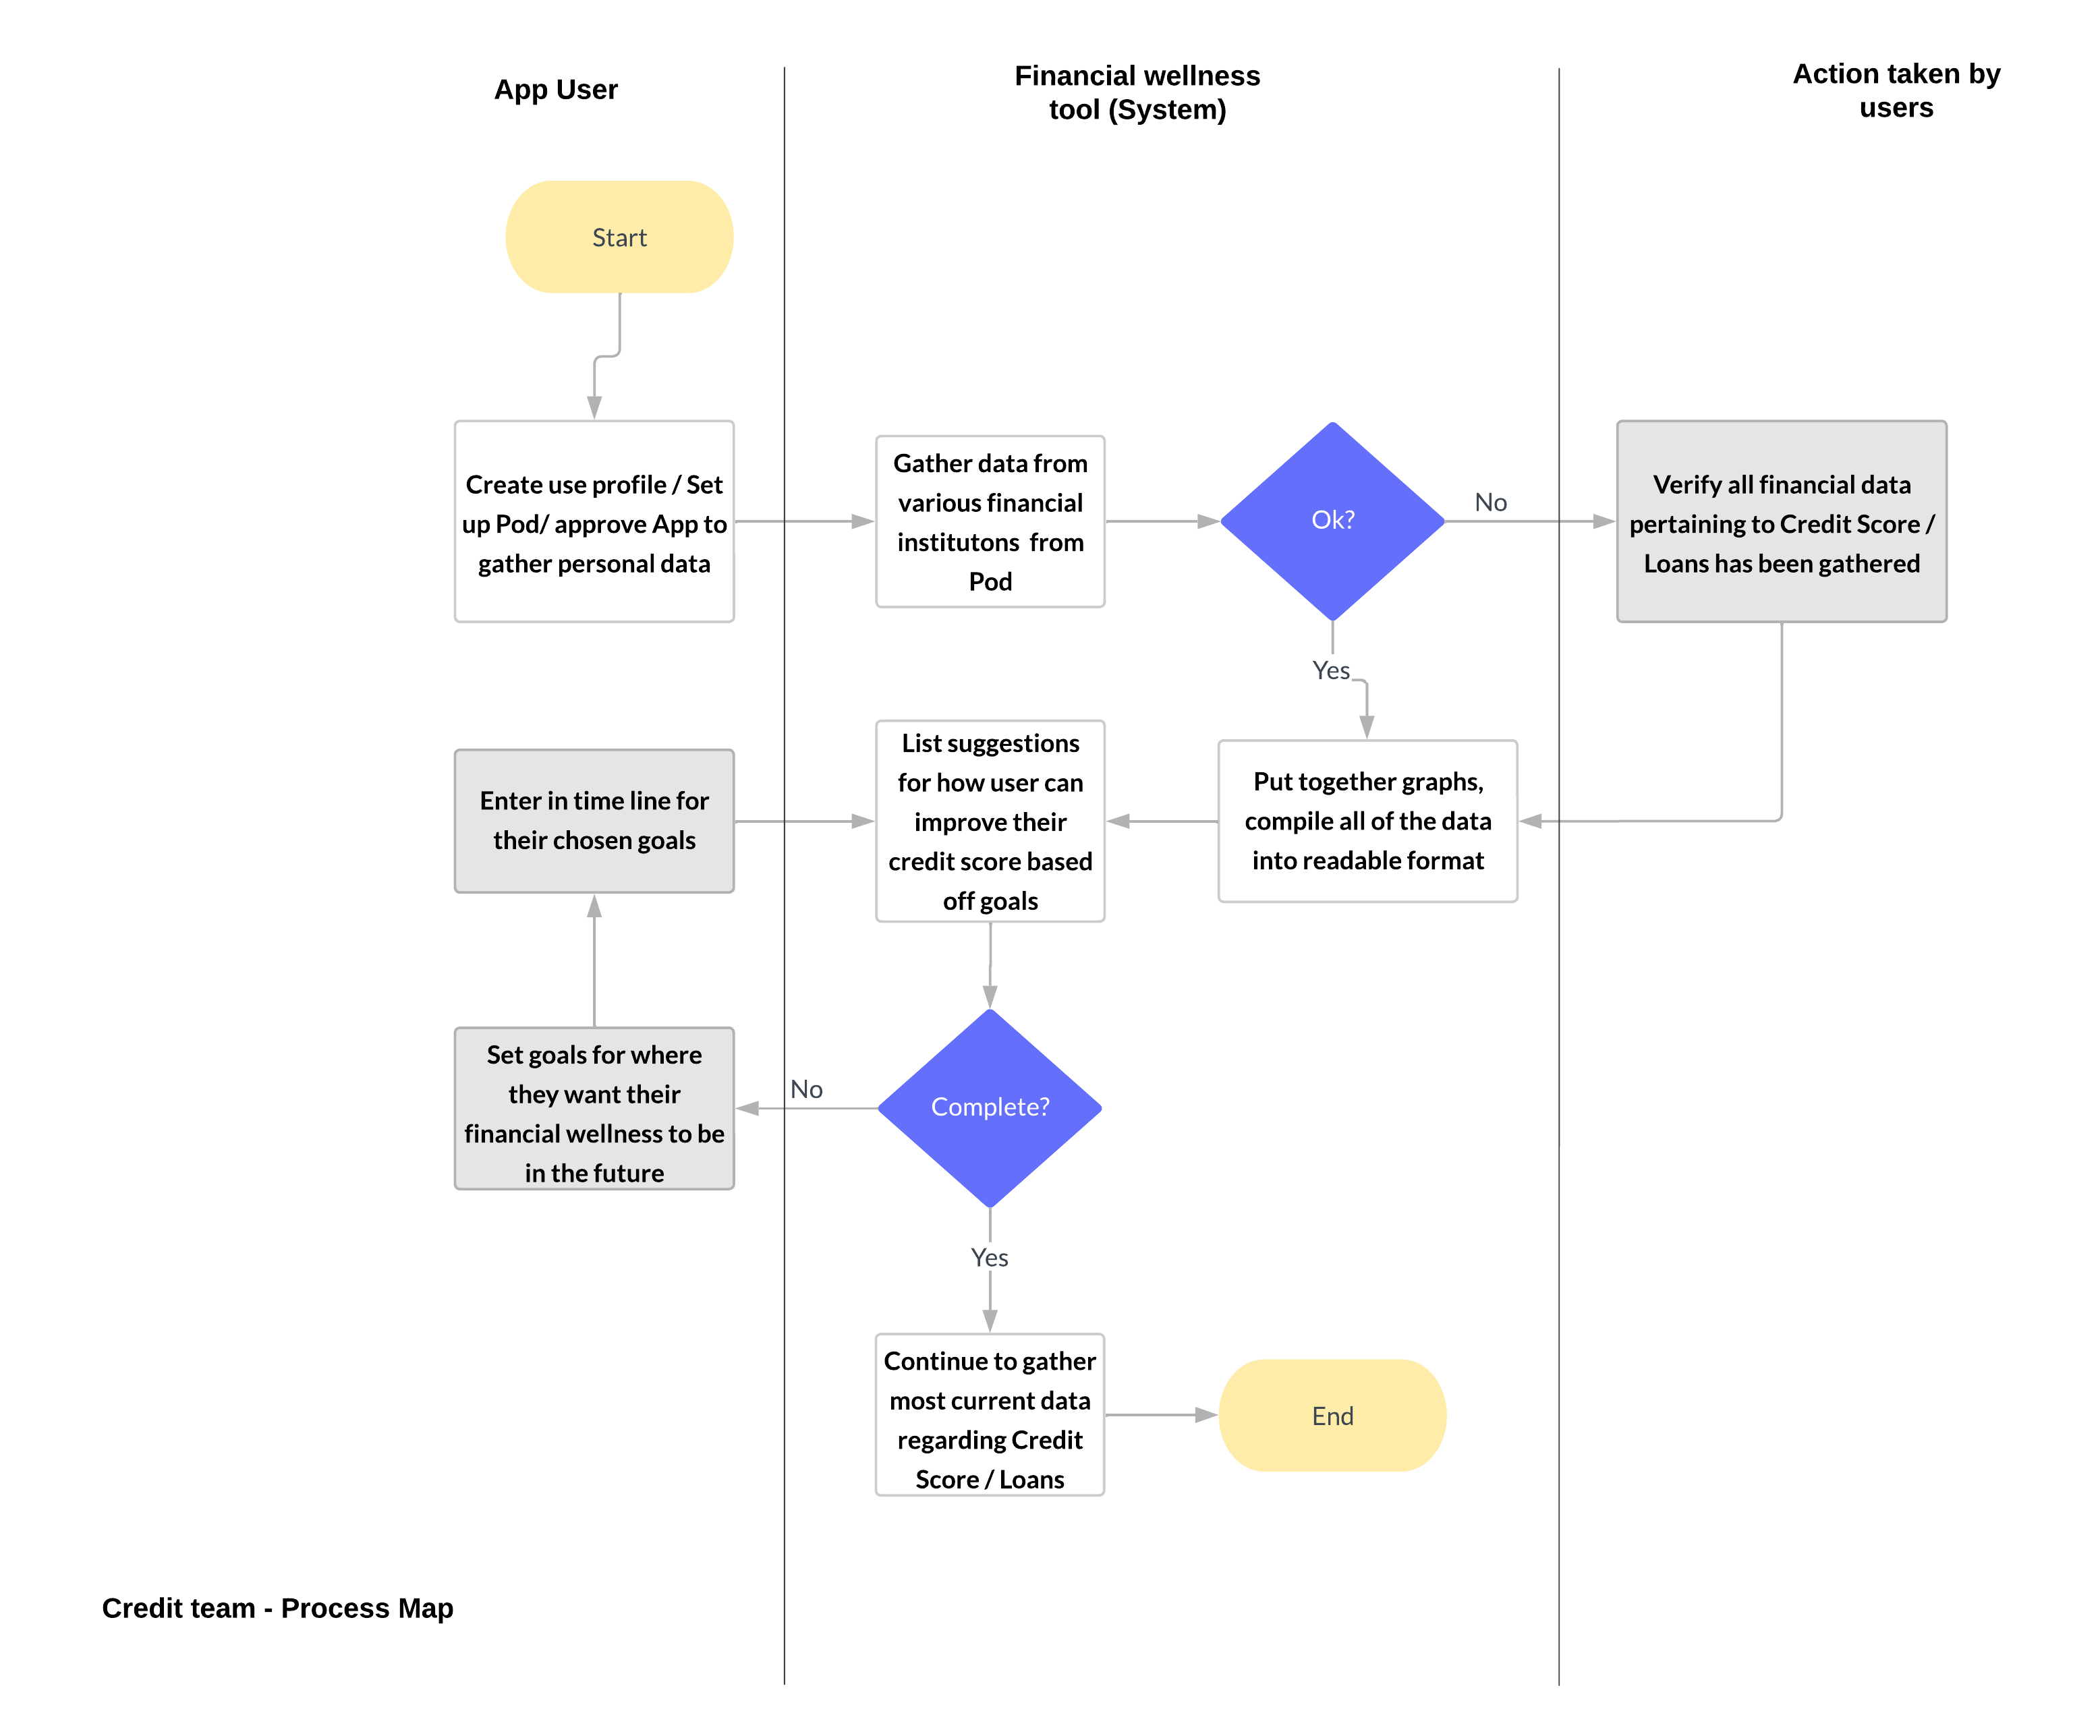 App User
Financial wellness
tool (System)
Action taken by
users
Start
Create use profile / Set
up Pod/ approve App to
gather personal data
Gather data from
various financial
institutons  from
Pod
Ok?
No
Verify all financial data
pertaining to Credit Score /
Loans has been gathered
Yes
Enter in time line for
their chosen goals
List suggestions
for how user can
improve their
credit score based
off goals
Put together graphs,
compile all of the data
into readable format
Set goals for where
they want their
financial wellness to be
in the future
No
Complete?
Yes
Continue to gather
most current data
regarding Credit
Score / Loans
End
Credit team - Process Map